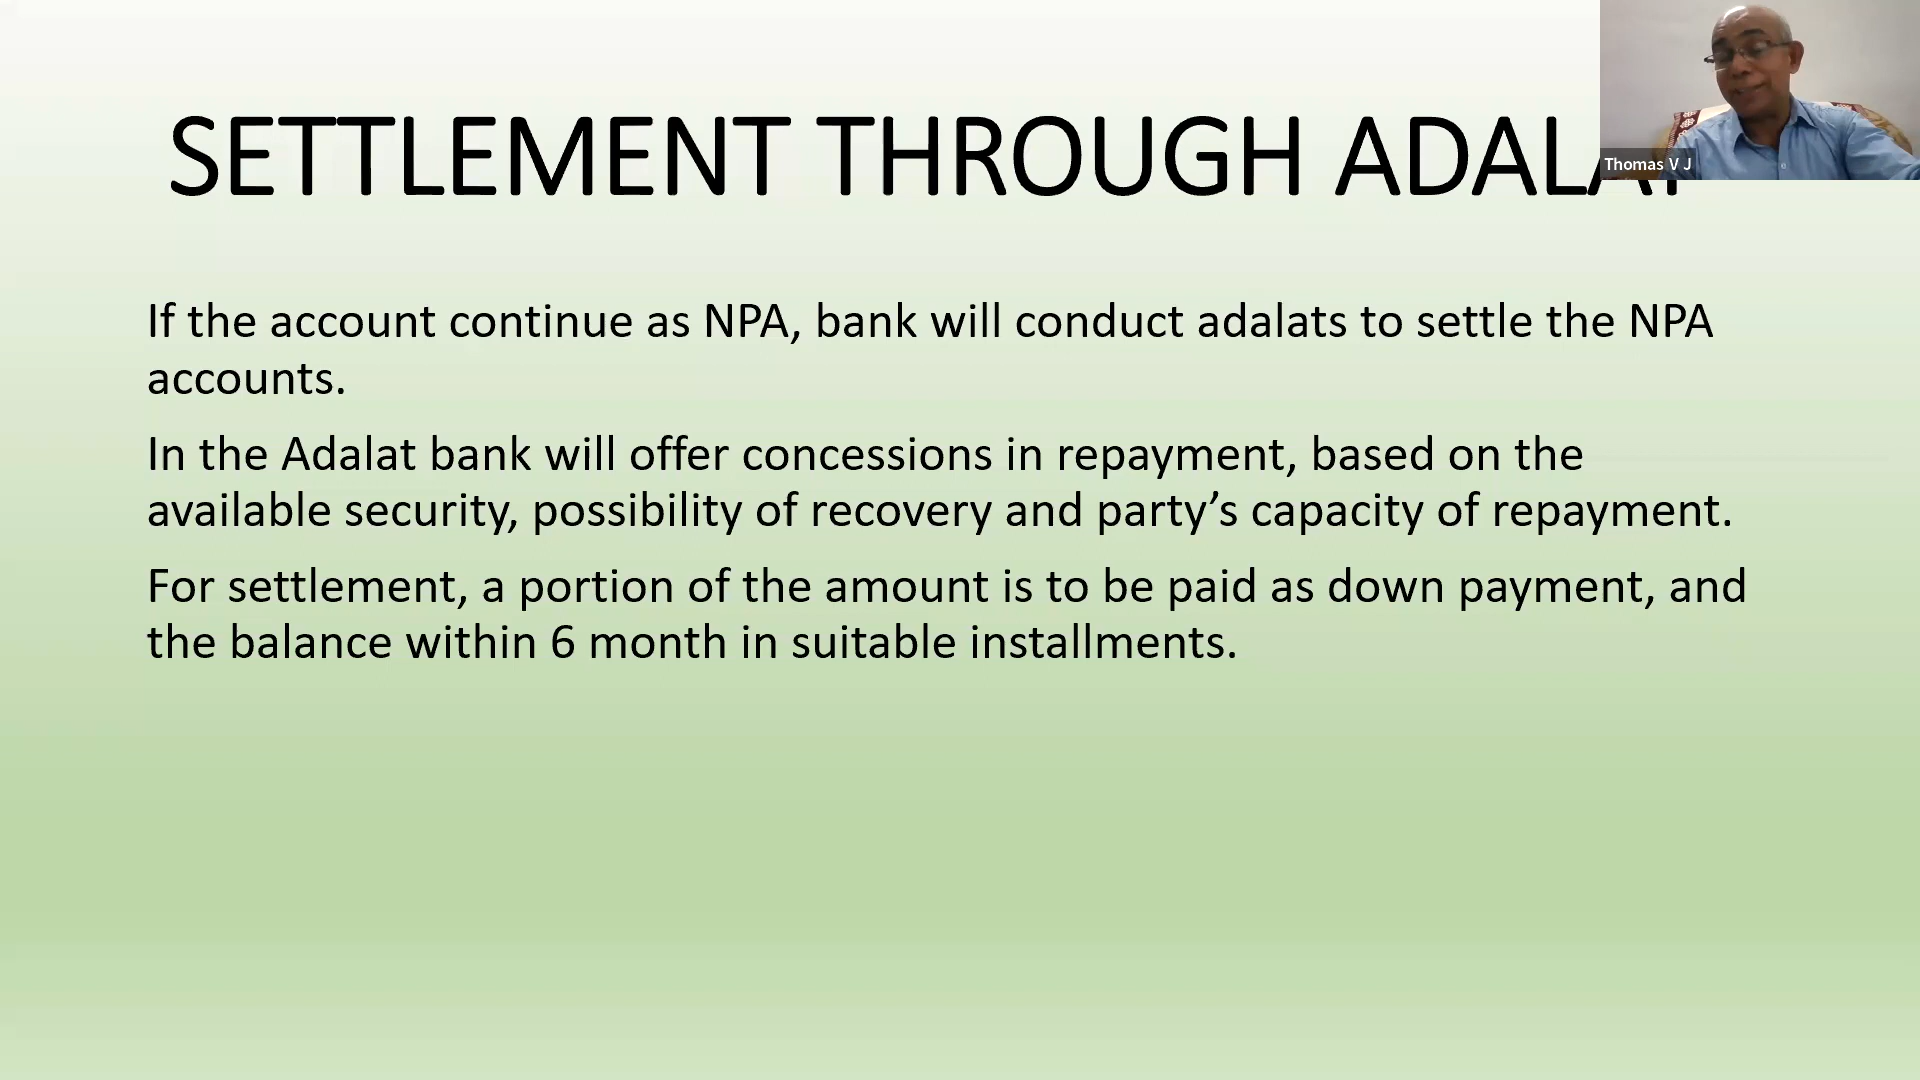 SETTLEMENT THROUGH ADALAT
Thomas V J
If the account continue as NPA, bank will conduct adalats to settle the NPA
accounts.
In the Adalat bank will offer concessions in repayment, based on the
available security, possibility of recovery and party’s capacity of repayment.
For settlement, a portion of the amount is to be paid as down payment, and
the balance within 6 month in suitable installments.